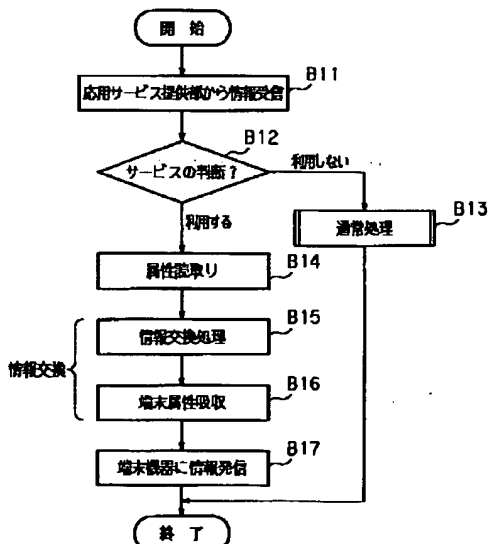 開始
応用サービス提供部から情報受信
B11
B12
サービスの判断?
利用しない
利用する
通常処理
B13
属性読取り
B14
情報交換
情報交換処理
B15
端末属性吸収
B16
端末機器に情報発信
B17
終了